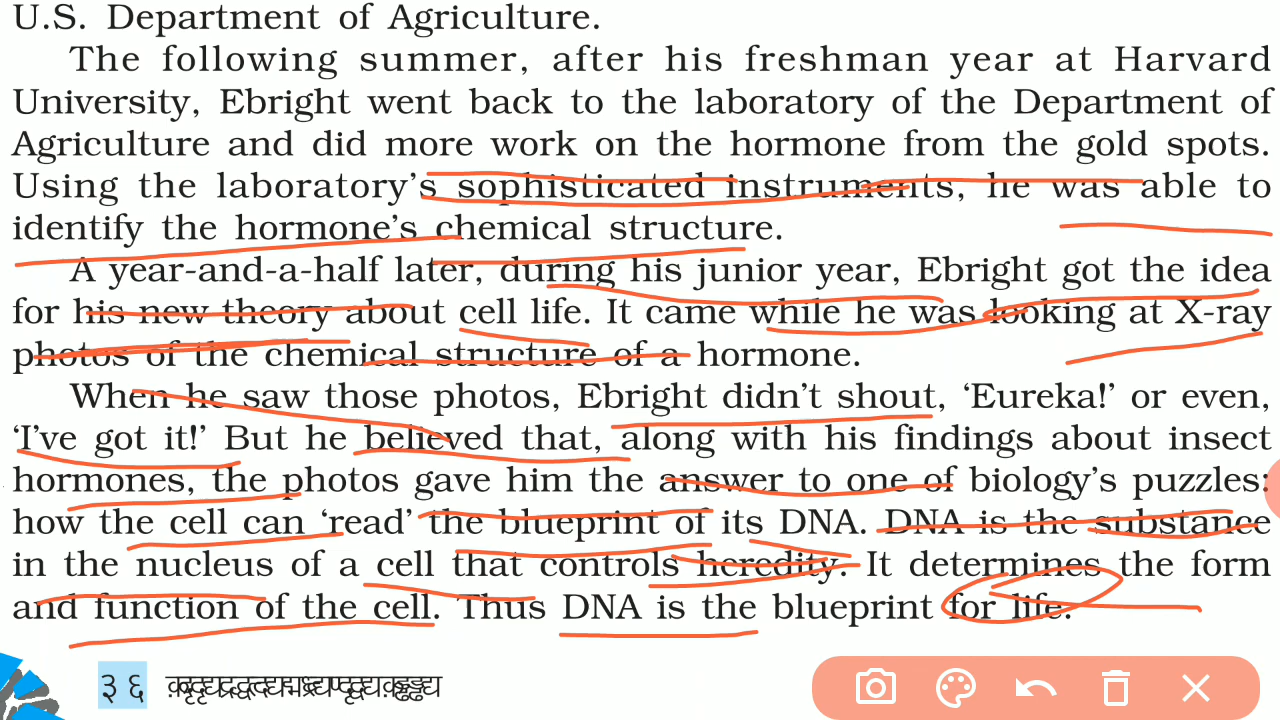 U.S. Department of Agriculture.
The following summer, after his freshman year at Harvard
University, Ebright went back to the laboratory of the Department of
Agriculture and did more work on the hormone from the gold spots.
Using the laboratory's sophisticated instruments, he was able to
identify the hormone's chemical structure.
A year-and-a-half later, during his junior year, Ebright got the idea
for his new theory about cell life. It came while he was looking at X-ray
photos of the chemical structure of a hormone.
When he saw those photos, Ebright didn't shout, ‘Eureka!’ or even,
‘I've got it!’ But he believed that, along with his findings about insect
hormones, the photos gave him the answer to one of biology's puzzles:
how the cell can ‘read’ the blueprint of its DNA. DNA is the substance
in the nucleus of a cell that controls heredity. It determines the form
and function of the cell. Thus DNA is the blueprint for life.
३६